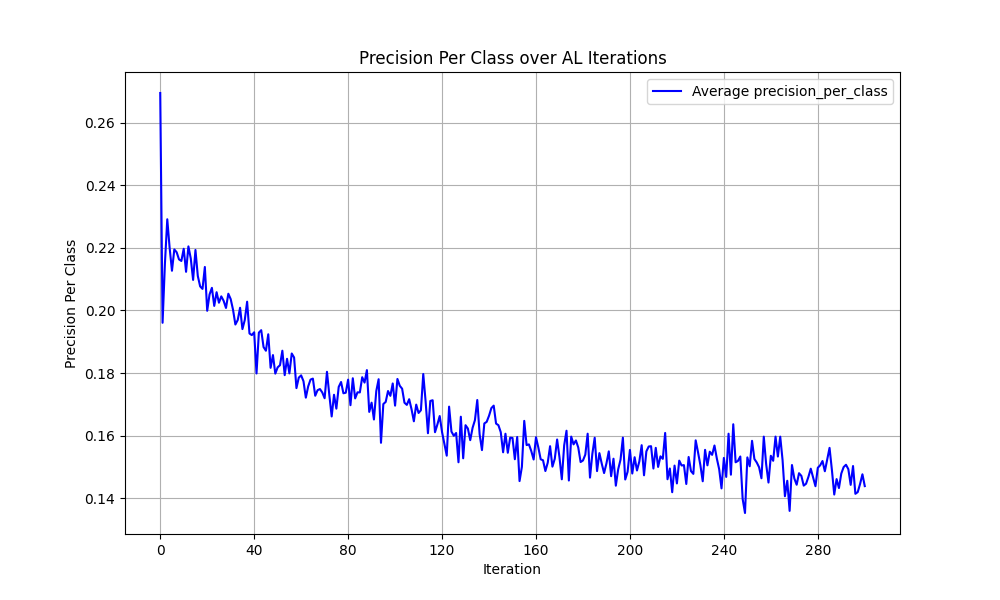 Precision Per Class over AL Iterations
Average precision_per_class
Precision Per Class
0.26
0.24
0.22
0.20
0.18
0.16
0.14
0 40 80 120 160 200 240 280
Iteration